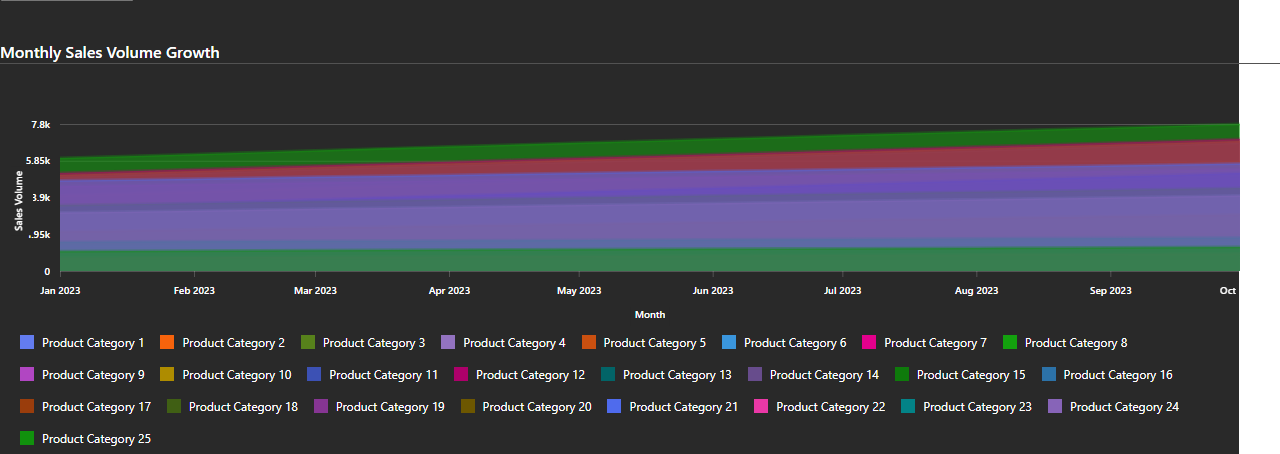 Monthly Sales Volume Growth
7.8k
5.85k
3.9k
.95k
0
Sales Volume
Jan 2023 Feb 2023 Mar 2023 Apr 2023 May 2023 Jun 2023 Jul 2023 Aug 2023 Sep 2023 Oct
Month
Product Category 1 Product Category 2 Product Category 3 Product Category 4 Product Category 5 Product Category 6 Product Category 7 Product Category 8
Product Category 9 Product Category 10 Product Category 11 Product Category 12 Product Category 13 Product Category 14 Product Category 15 Product Category 16
Product Category 17 Product Category 18 Product Category 19 Product Category 20 Product Category 21 Product Category 22 Product Category 23 Product Category 24
Product Category 25